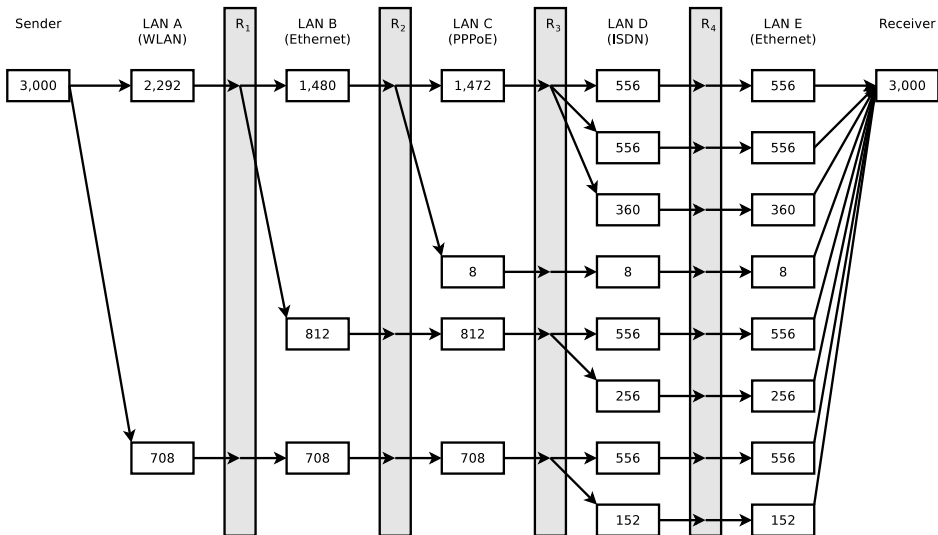 Sender LAN A R1 LAN B R2 LAN C R3 LAN D R4 LAN E Receiver
(WLAN) (Ethernet) (PPPoE) (ISDN) (Ethernet)
3,000 2,292 1,480 1,472 556 556 3,000
556 556
360 360
8 8 8
812 812 556 556
256 256
708 708 708 556 556
152 152